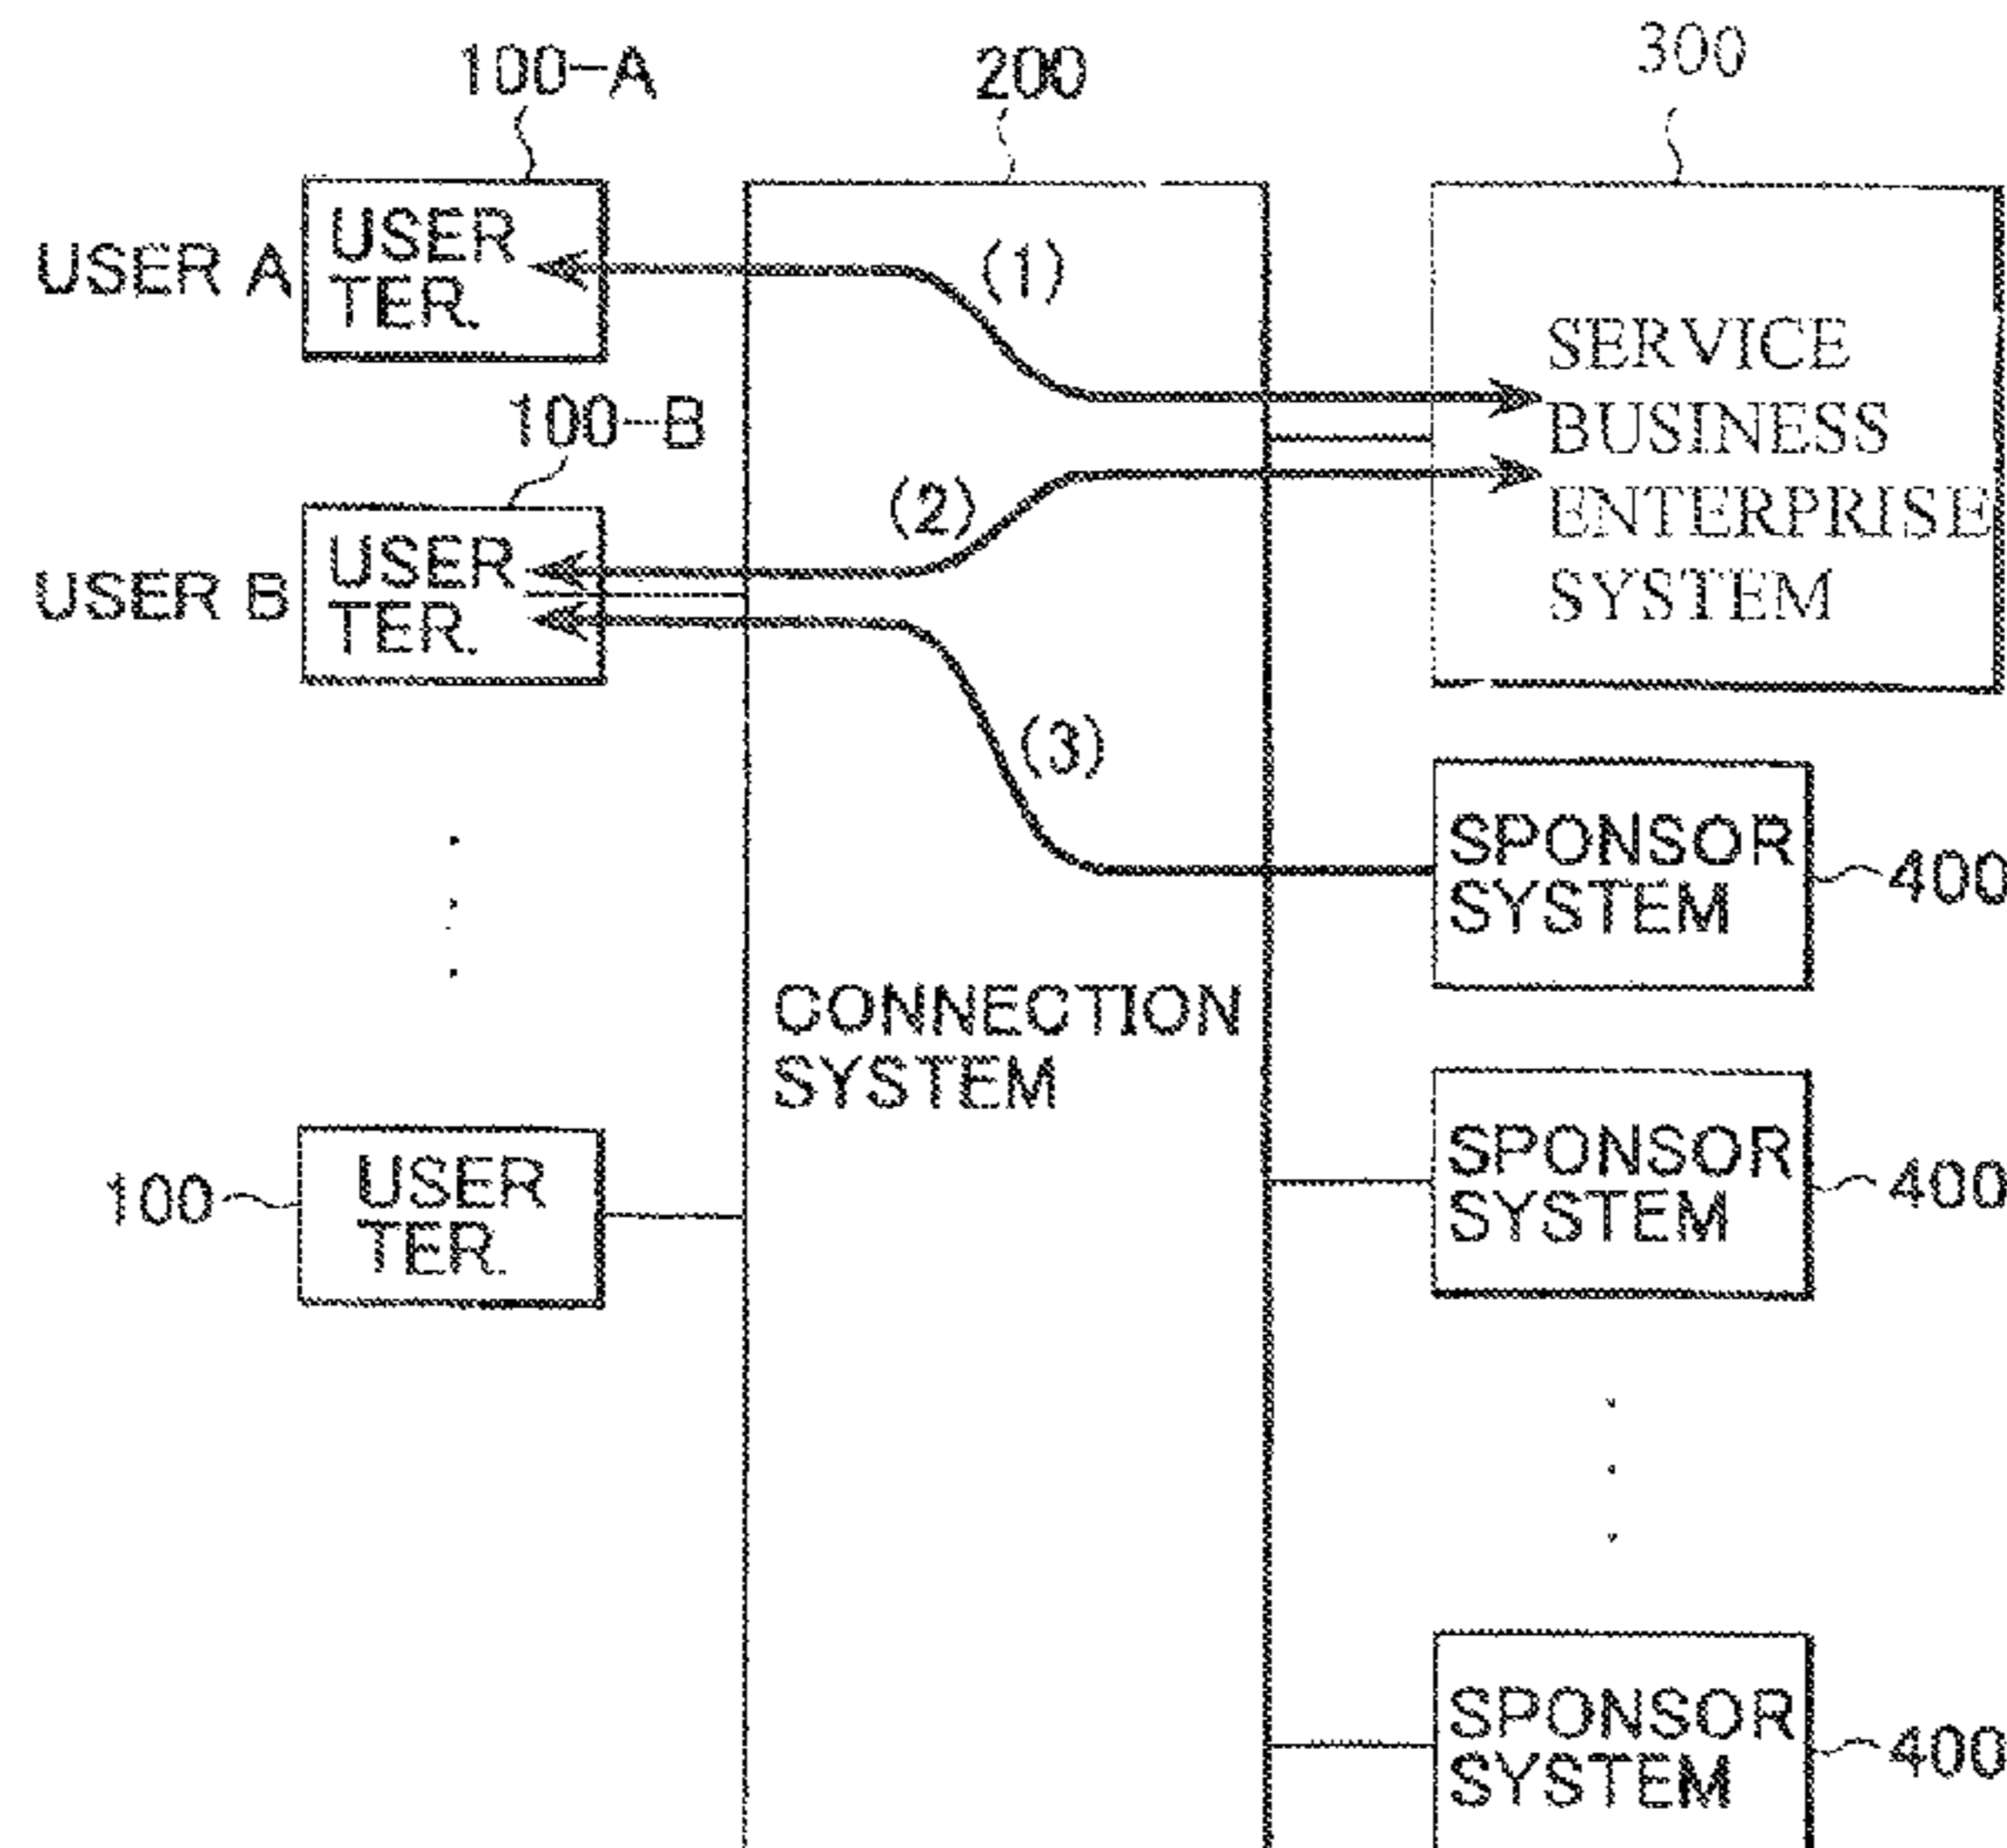 100-A
200
300
USER A
USER
TER.
(1)
SERVICE
BUSINESS
ENTERPRISE
SYSTEM
100-B
(2)
USER B
USER
TER.
(3)
SPONSOR
SYSTEM
400
CONNECTION
SYSTEM
100
USER
TER.
SPONSOR
SYSTEM
400
SPONSOR
SYSTEM
400